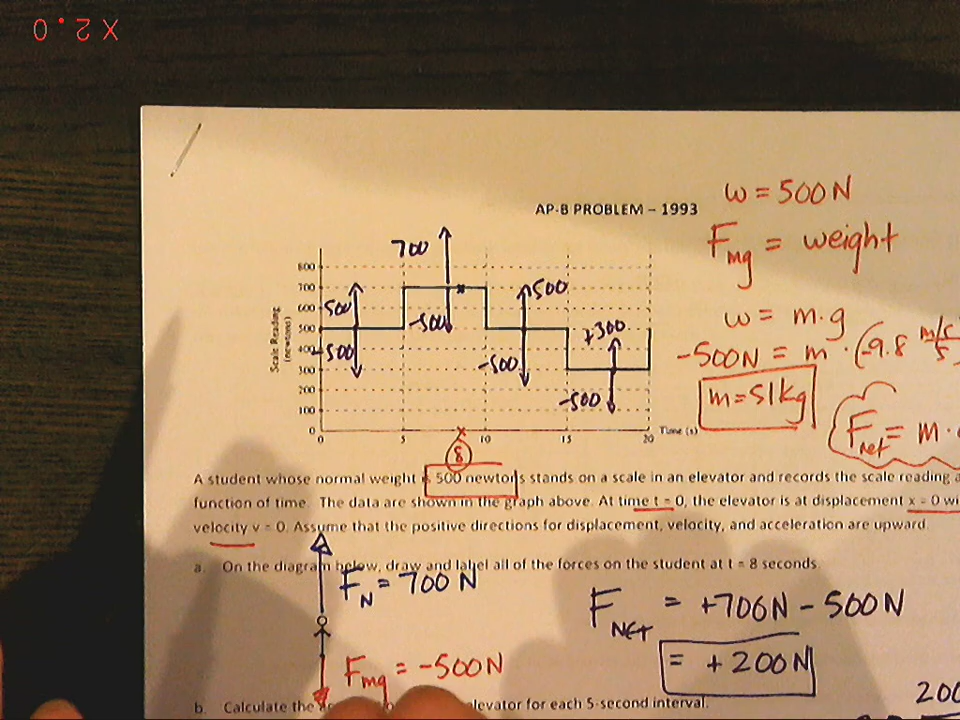 x 2.0
AP-B PROBLEM – 1993
w = 500 N
Fmg = weight
w = m·g
-500N = m · (-9.8 m/s/s
m=51kg
Fnet = m ·
Scale Reading
(newtons)
800
700
600
500
400
300
200
100
0
0 5 10 15 20 Time (s)
8
500
-500
700
-500
500
-500
+300
-500
A student whose normal weight is 500 newtons stands on a scale in an elevator and records the scale reading
function of time. The data are shown in the graph above. At time t = 0, the elevator is at displacement x = 0
velocity v = 0. Assume that the positive directions for displacement, velocity, and acceleration are upward.
a. On the diagram below, draw and label all of the forces on the student at t = 8 seconds.
FN = 700 N
FNET = +700N - 500N
= +200N
Fmg = -500N
200
b. Calculate the elevator for each 5-second interval.